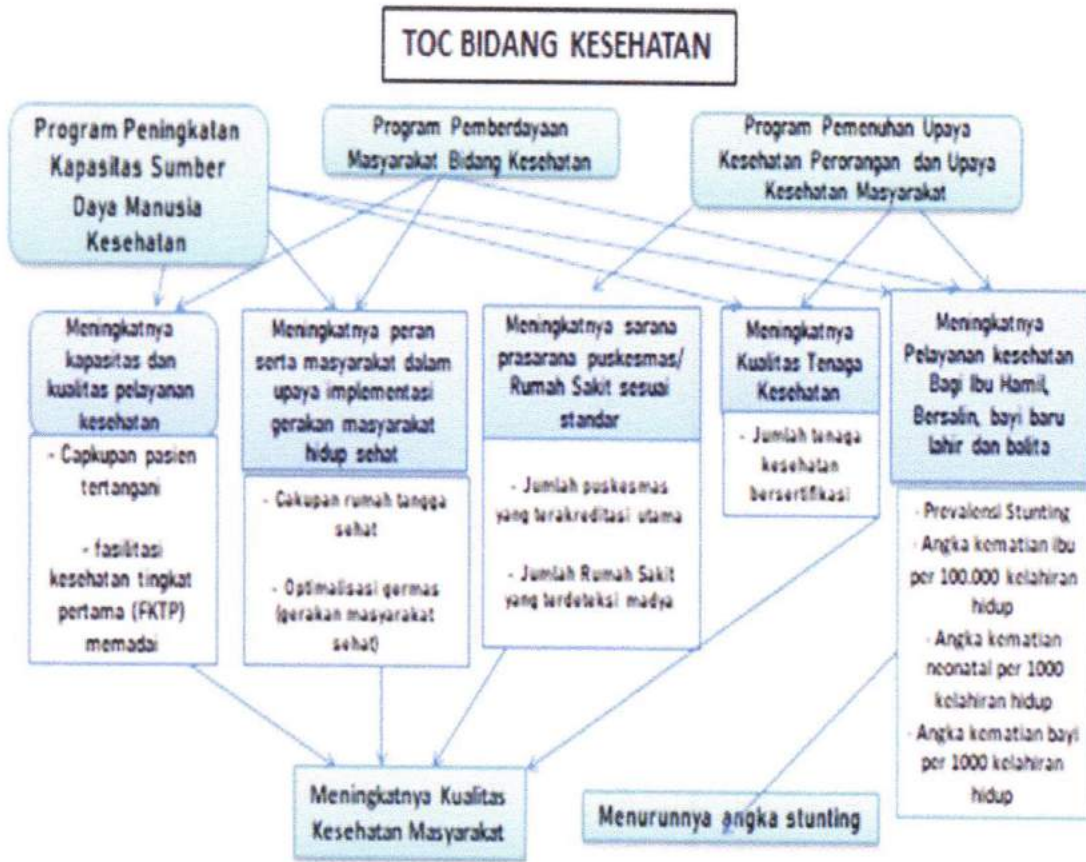 TOC BIDANG KESEHATAN
Program Peningkatan
Kapasitas Sumber
Daya Manusia
Kesehatan
Program Pemberdayaan
Masyarakat Bidang Kesehatan
Program Pemenuhan Upaya
Kesehatan Perorangan dan Upaya
Kesehatan Masyarakat
Meningkatnya
kapasitas dan
kualitas pelayanan
kesehatan
- Capkupan pasien
tertangani
- fasilitasi
kesehatan tingkat
pertama (FKTP)
memadai
Meningkatnya peran
serta masyarakat dalam
upaya implementasi
gerakan masyarakat
hidup sehat
- Cakupan rumah tangga
sehat
- Optimalisasi germas
(gerakan masyarakat
sehat)
Meningkatnya sarana
prasarana puskesmas/
Rumah Sakit sesuai
standar
- Jumlah puskesmas
yang terakreditasi utama
- Jumlah Rumah Sakit
yang terdeteksi madya
Meningkatnya
Kualitas Tenaga
Kesehatan
- Jumlah tenaga
kesehatan
bersertifikasi
Meningkatnya
Pelayanan kesehatan
Bagi Ibu Hamil,
Bersalin, bayi baru
lahir dan balita
- Prevalensi Stunting
- Angka kematian ibu
per 100.000 kelahiran
hidup
- Angka kematian
neonatal per 1000
kelahiran hidup
- Angka kematian bayi
per 1000 kelahiran
hidup
Meningkatnya Kualitas
Kesehatan Masyarakat
Menurunnya angka stunting